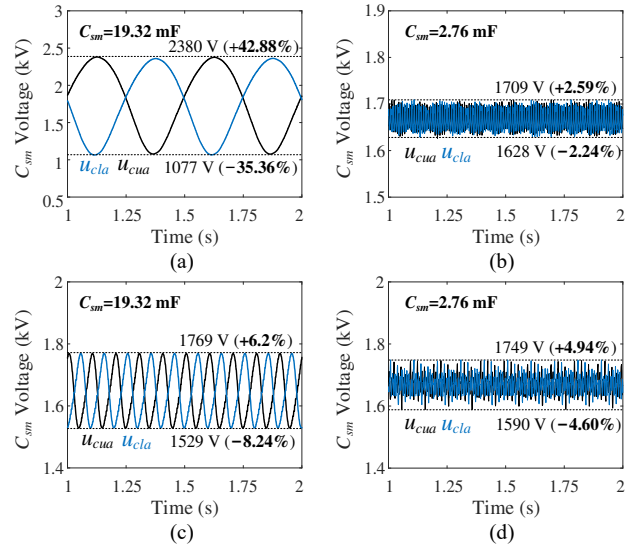 C_sm=19.32 mF
2380 V (+42.88%)
C_sm Voltage (kV)
3
2.5
2
1.5
1
0.5
u_cla u_cua
1077 V (−35.36%)
1 1.25 1.5 1.75 2
Time (s)
(a)
C_sm=2.76 mF
1709 V (+2.59%)
C_sm Voltage (kV)
1.9
1.8
1.7
1.6
1.5
u_cua u_cla
1628 V (−2.24%)
1 1.25 1.5 1.75 2
Time (s)
(b)
C_sm=19.32 mF
1769 V (+6.2%)
C_sm Voltage (kV)
2
1.8
1.6
1.4
u_cua u_cla
1529 V (−8.24%)
1 1.25 1.5 1.75 2
Time (s)
(c)
C_sm=2.76 mF
1749 V (+4.94%)
C_sm Voltage (kV)
2
1.8
1.6
1.4
u_cua u_cla
1590 V (−4.60%)
1 1.25 1.5 1.75 2
Time (s)
(d)